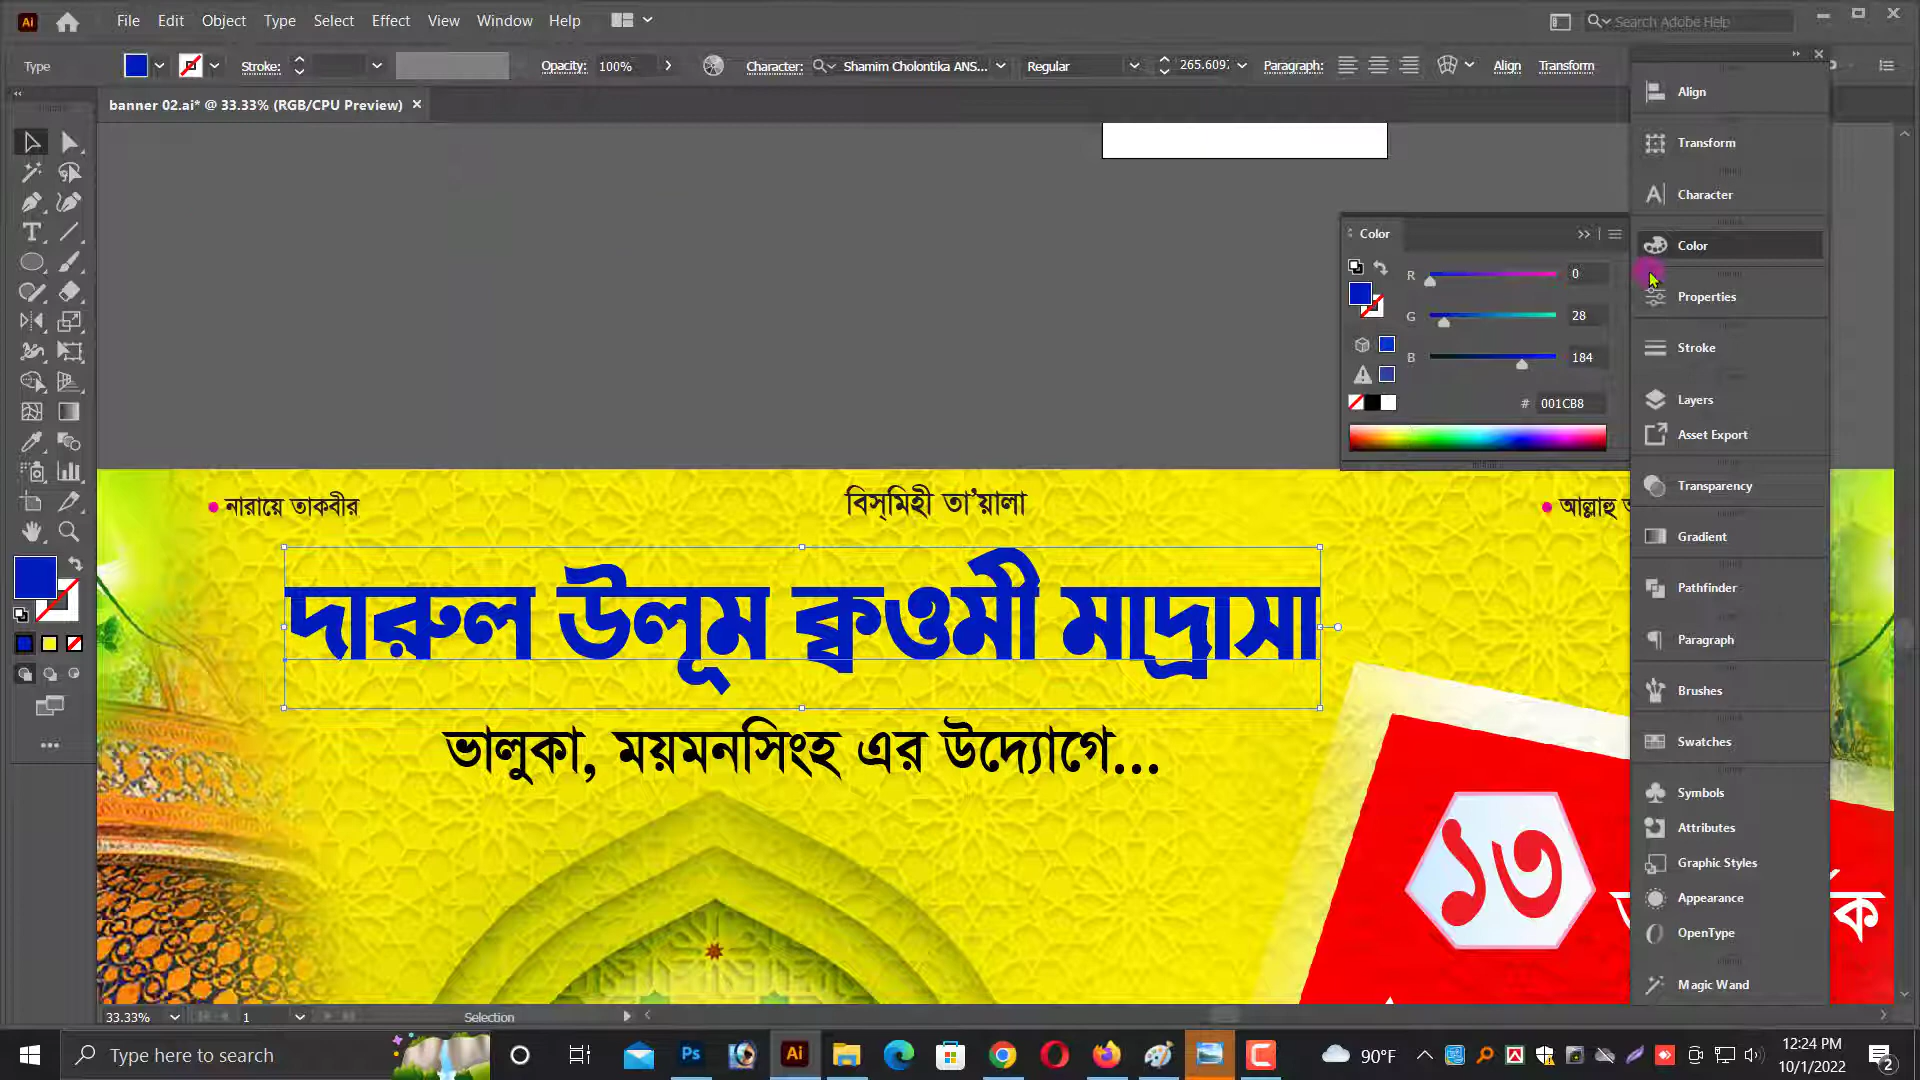 File Edit Object Type Select Effect View Window Help
Search Adobe Help
Type Stroke: Opacity: 100% Character: Shamim Cholontika ANS... Regular 265.609 Paragraph: Align Transform
banner 02.ai* @ 33.33% (RGB/CPU Preview)
Align
Transform
Character
Color
Properties
Stroke
Layers
Asset Export
Transparency
Gradient
Pathfinder
Paragraph
Brushes
Swatches
Symbols
Attributes
Graphic Styles
Appearance
OpenType
Magic Wand
Color
R 0
G 28
B 184
# 001CB8
নারায়ে তাকবীর
বিস্‌মিহী তা’য়ালা
আল্লাহু
দারুল উলূম ক্বওমী মাদ্রাসা
ভালুকা, ময়মনসিংহ এর উদ্যোগে...
১৩
ক
33.33% 1 Selection
Type here to search
90°F
12:24 PM
10/1/2022
2